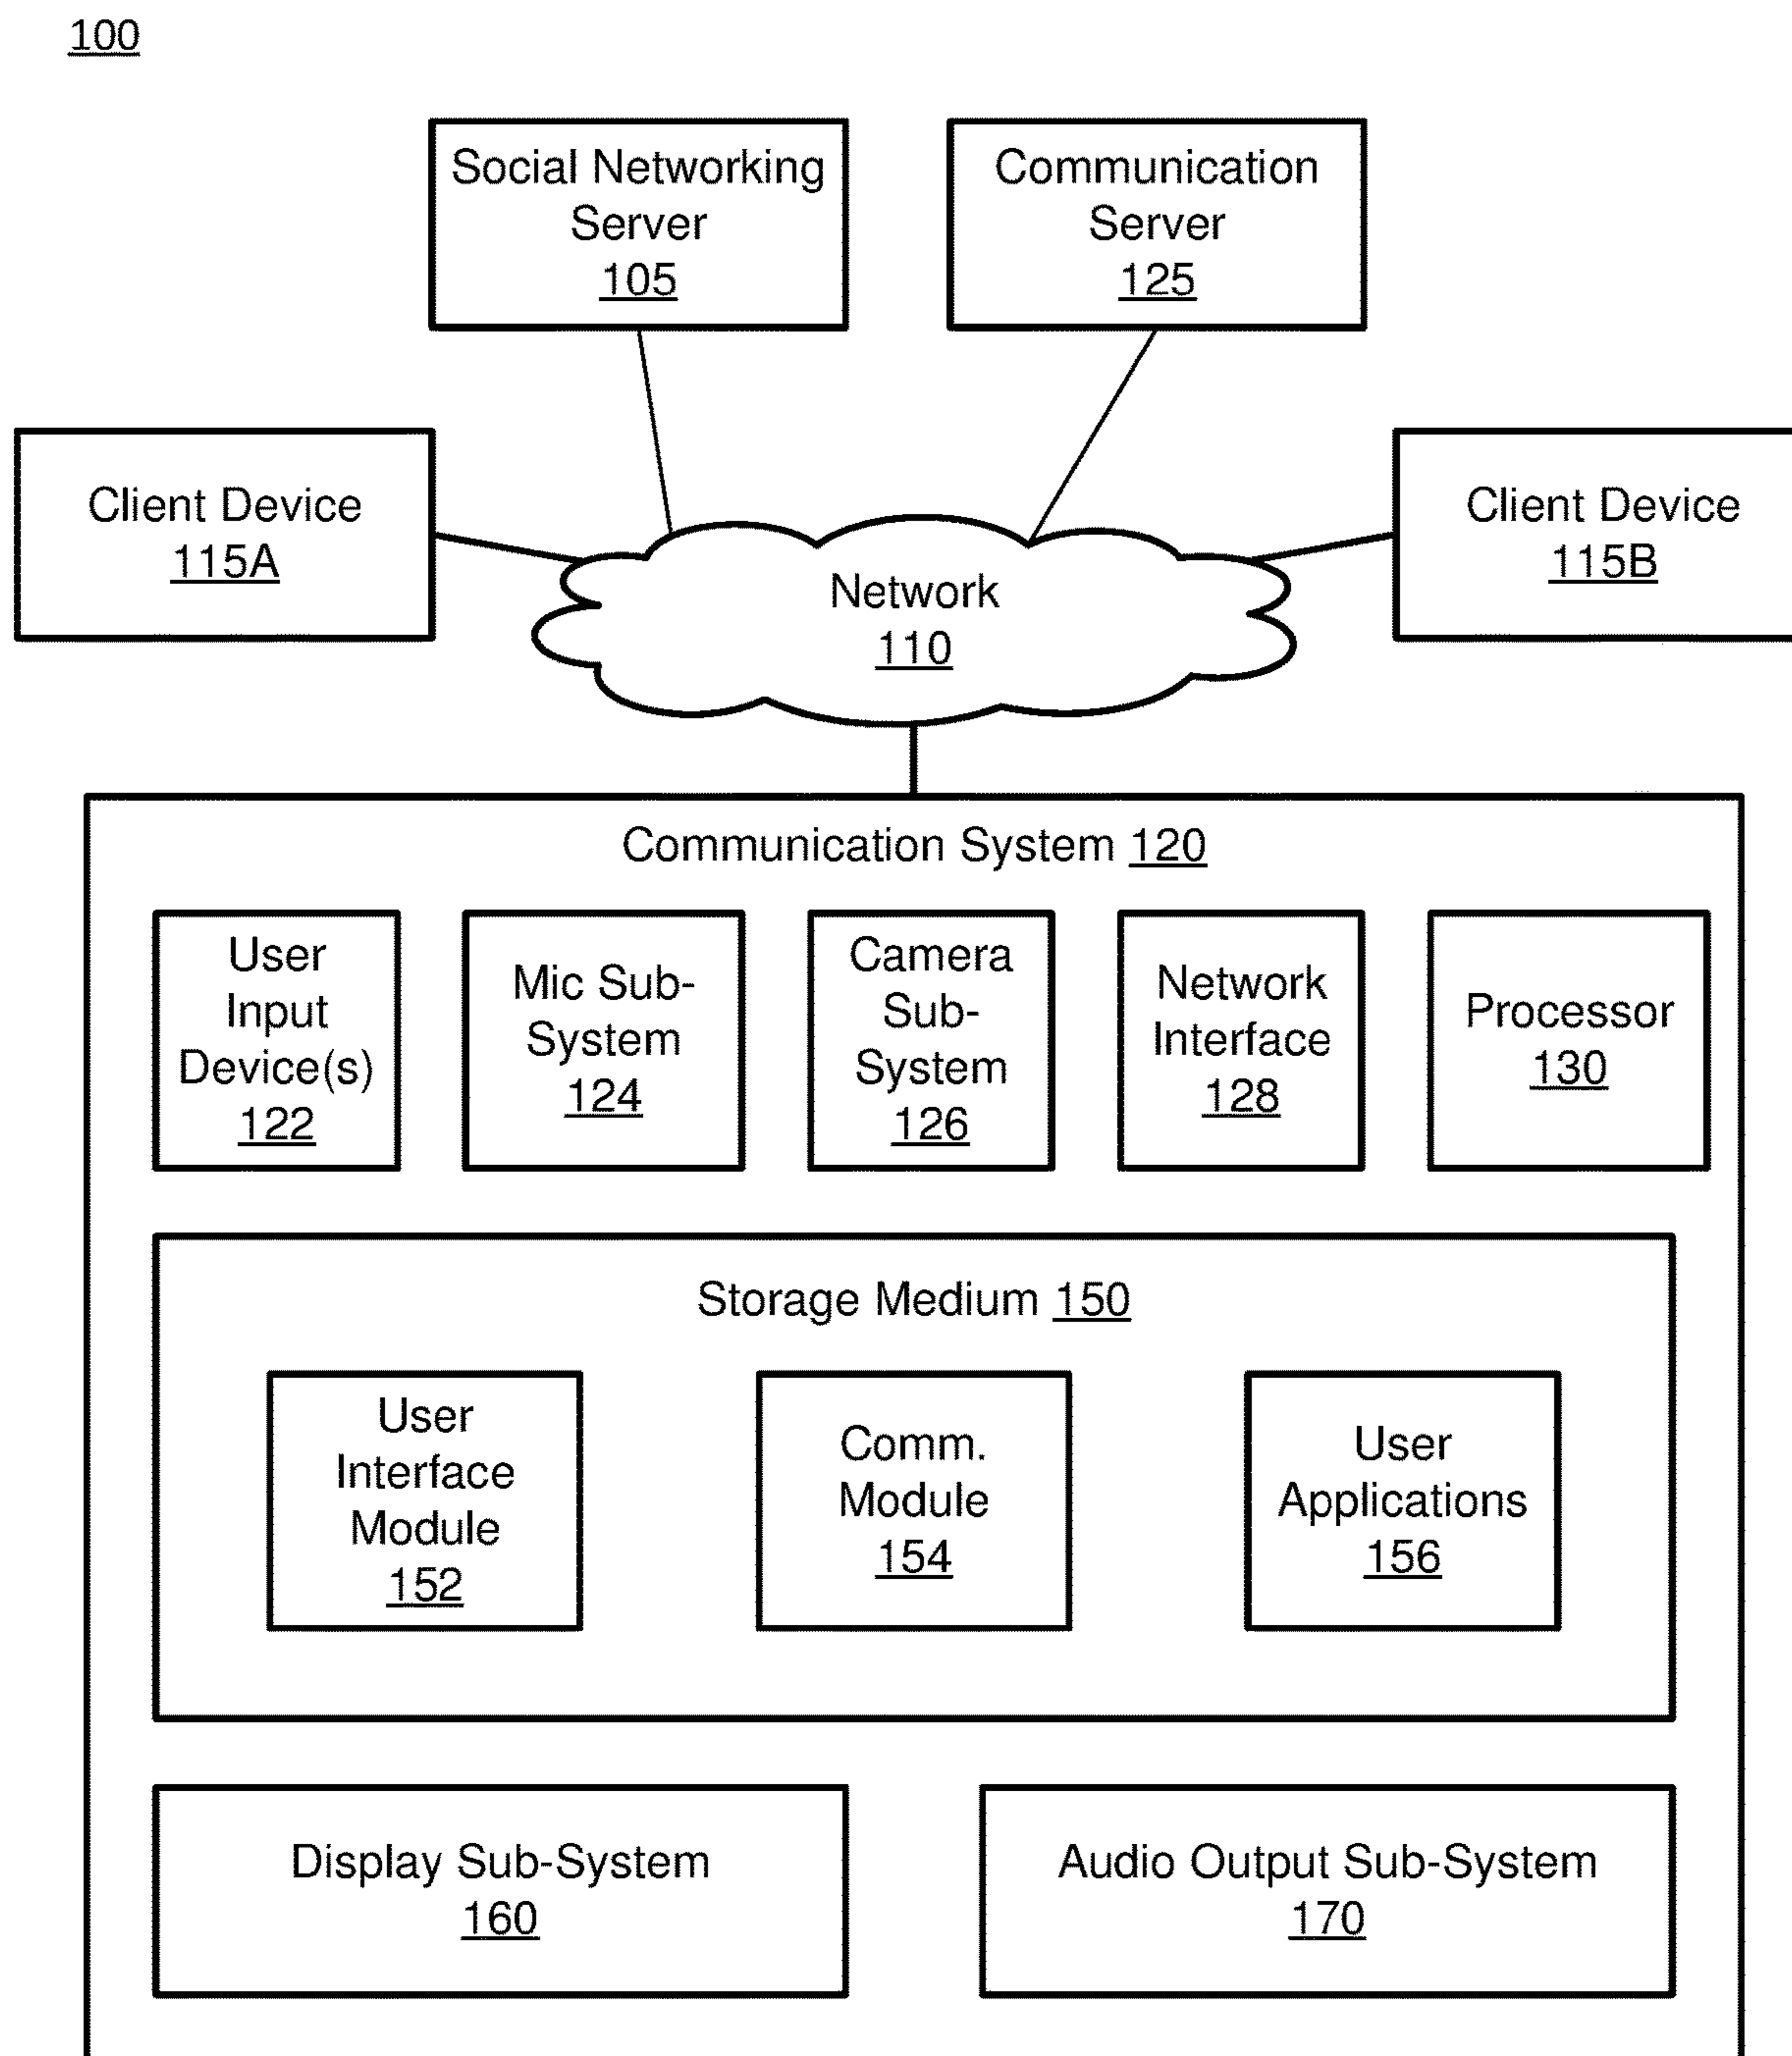 100
Social Networking
Server
105
Communication
Server
125
Client Device
115A
Client Device
115B
Network
110
Communication System 120
User
Input
Device(s)
122
Mic Sub-
System
124
Camera
Sub-
System
126
Network
Interface
128
Processor
130
Storage Medium 150
User
Interface
Module
152
Comm.
Module
154
User
Applications
156
Display Sub-System
160
Audio Output Sub-System
170